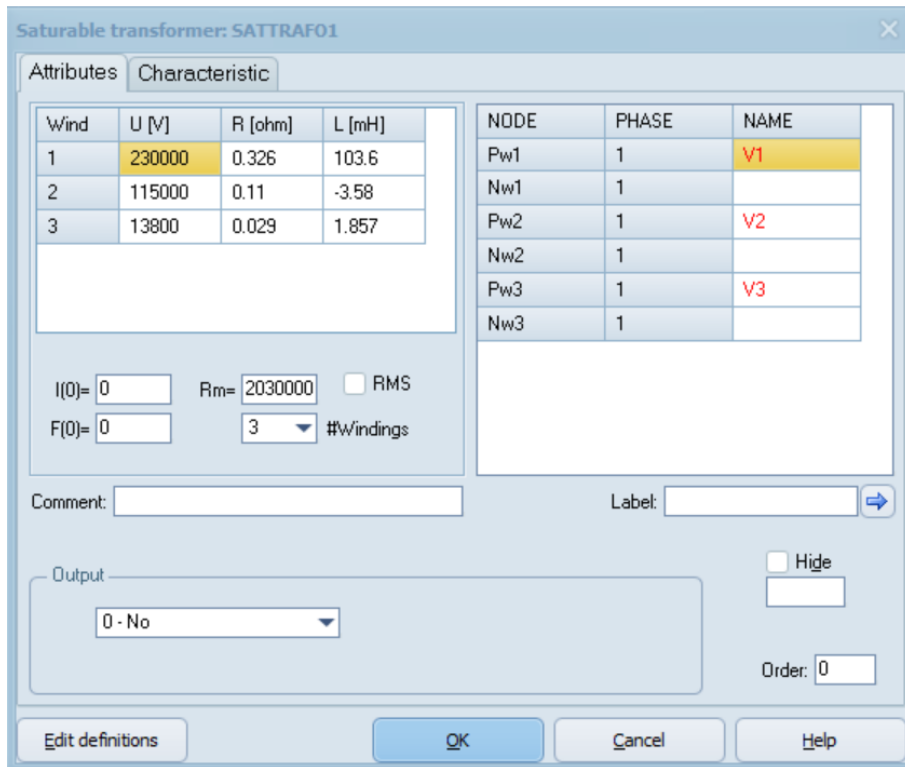 Saturable transformer: SATTRAFO1
Attributes Characteristic
Wind U [V] R [ohm] L [mH]
1 230000 0.326 103.6
2 115000 0.11 -3.58
3 13800 0.029 1.857
I(0)= 0 Rm= 2030000 RMS
F(0)= 0 3 #Windings
NODE PHASE NAME
Pw1 1 V1
Nw1 1
Pw2 1 V2
Nw2 1
Pw3 1 V3
Nw3 1
Comment: Label:
Output
0 - No
Hide
Order: 0
Edit definitions OK Cancel Help